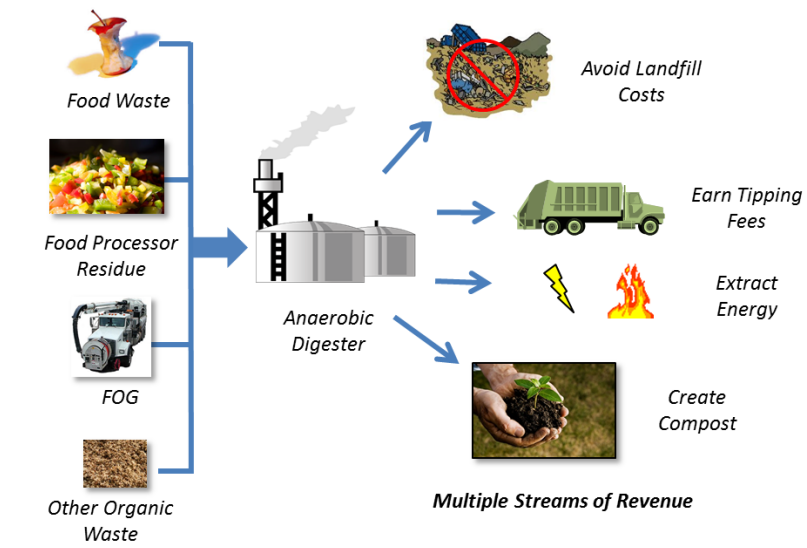 Food Waste
Food Processor
Residue
FOG
Other Organic
Waste
Anaerobic
Digester
Avoid Landfill
Costs
Earn Tipping
Fees
Extract
Energy
Create
Compost
Multiple Streams of Revenue